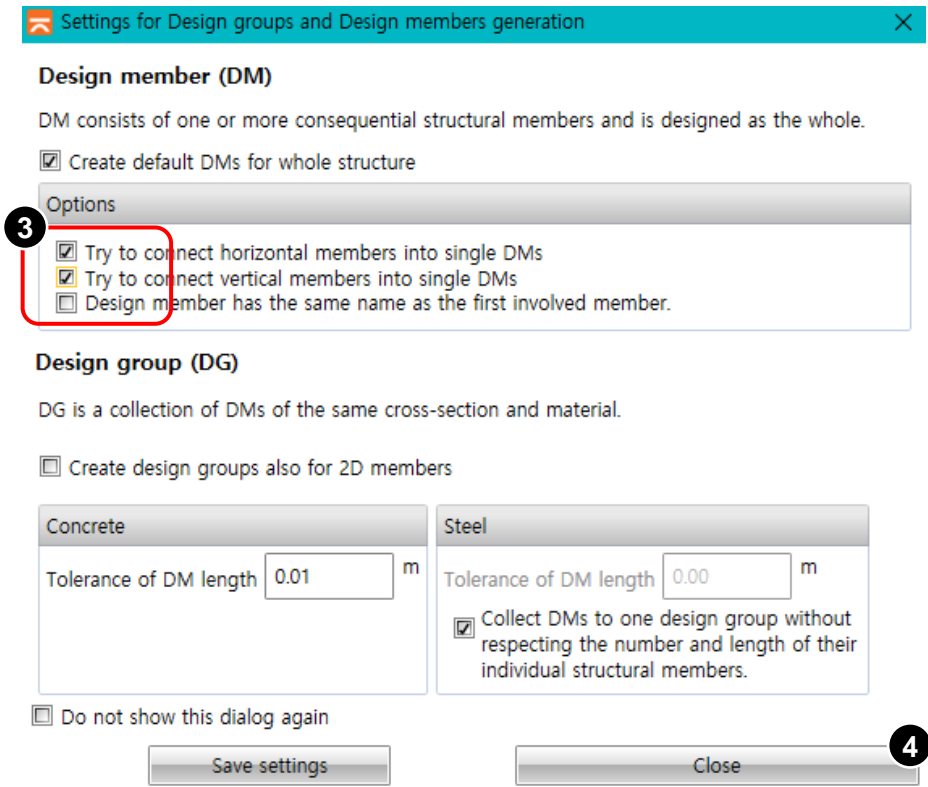 Settings for Design groups and Design members generation
Design member (DM)
DM consists of one or more consequential structural members and is designed as the whole.
Create default DMs for whole structure
Options
3
Try to connect horizontal members into single DMs
Try to connect vertical members into single DMs
Design member has the same name as the first involved member.
Design group (DG)
DG is a collection of DMs of the same cross-section and material.
Create design groups also for 2D members
Concrete
Tolerance of DM length 0.01 m
Steel
Tolerance of DM length 0.00 m
Collect DMs to one design group without
respecting the number and length of their
individual structural members.
Do not show this dialog again
Save settings
Close
4